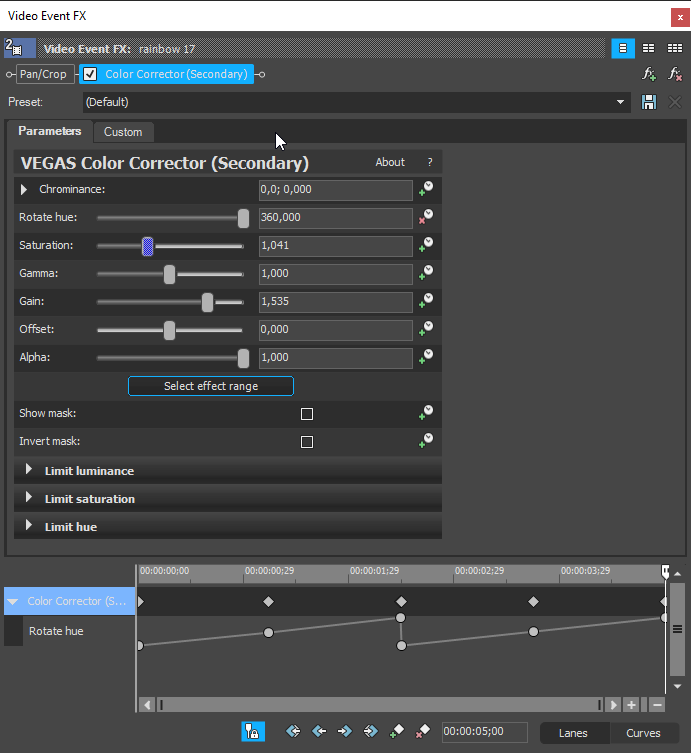 Video Event FX
x
2 Video Event FX: rainbow 17
Pan/Crop Color Corrector (Secondary)
Preset: (Default)
Parameters Custom
VEGAS Color Corrector (Secondary) About ?
Chrominance: 0,0; 0,000
Rotate hue: 360,000
Saturation: 1,041
Gamma: 1,000
Gain: 1,535
Offset: 0,000
Alpha: 1,000
Select effect range
Show mask:
Invert mask:
Limit luminance
Limit saturation
Limit hue
00:00:00;00 00:00:00;29 00:00:01;29 00:00:02;29 00:00:03;29
Color Corrector (S...
Rotate hue
00:00:05;00 Lanes Curves